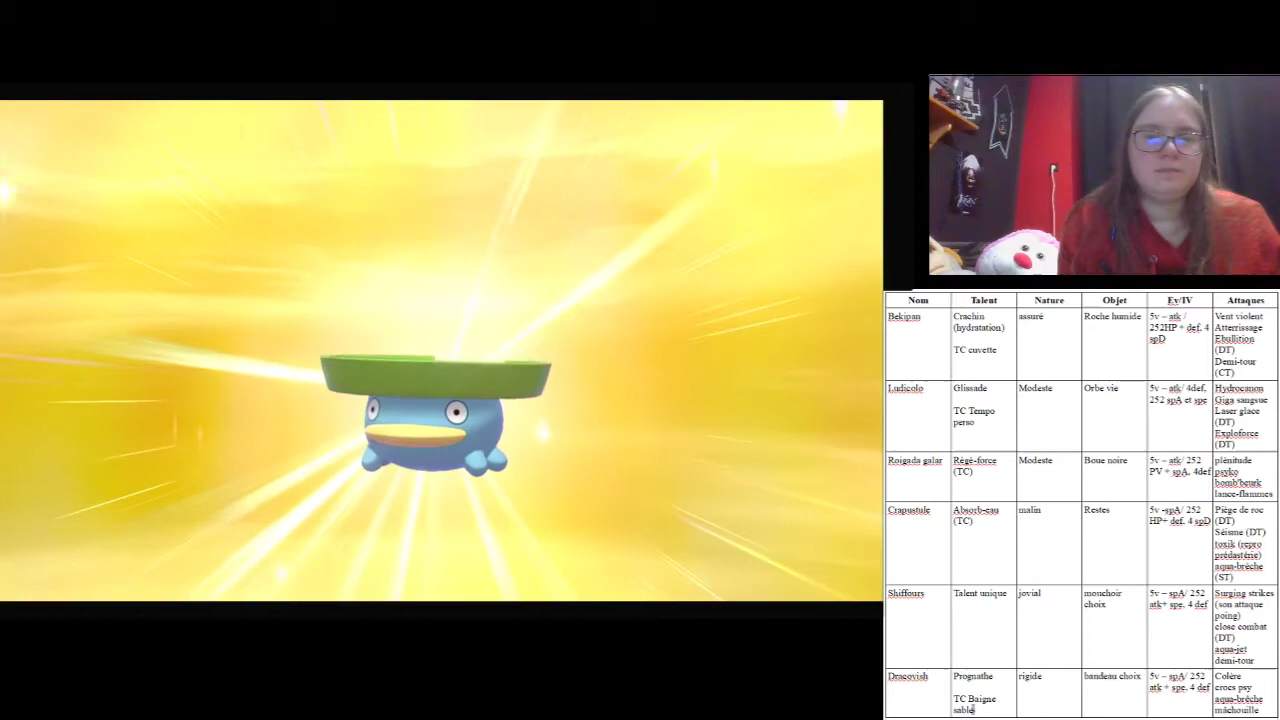 Nom Talent Nature Objet Ev/IV Attaques
Bekipan Crachin assuré Roche humide 5v – atk / Vent violent
(hydratation) 252HP + def. 4 Atterrissage
spD Ebullition
TC cuvette (DT)
Demi-tour
(CT)
Ludicolo Glissade Modeste Orbe vie 5v – atk/ 4def, Hydrocanon
252 spA et spe Giga sangsue
TC Tempo Laser glace
perso (DT)
Exploforce
(DT)
Roigada galar Régé-force Modeste Boue noire 5v – atk/ 252 plénitude
(TC) PV + spA. 4def psyko
bomb'beurk
lance-flammes
Crapustule Absorb-eau malin Restes 5v -spA/ 252 Piège de roc
(TC) HP+ def. 4 spD (DT)
Séisme (DT)
toxik (repro
prédastérie)
aqua-brèche
(ST)
Shiffours Talent unique jovial mouchoir 5v – spA/ 252 Surging strikes
choix atk+ spe. 4 def (son attaque
poing)
close combat
(DT)
aqua-jet
demi-tour
Dracovish Prognathe rigide bandeau choix 5v – spA/ 252 Colère
atk + spe. 4 def crocs psy
TC Baigne aqua-brèche
sable mâchouille